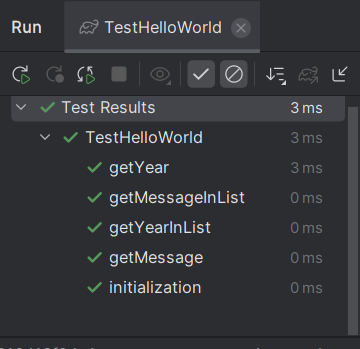 Run TestHelloWorld
Test Results 3 ms
TestHelloWorld 3 ms
getYear 3 ms
getMessageInList 0 ms
getYearInList 0 ms
getMessage 0 ms
initialization 0 ms